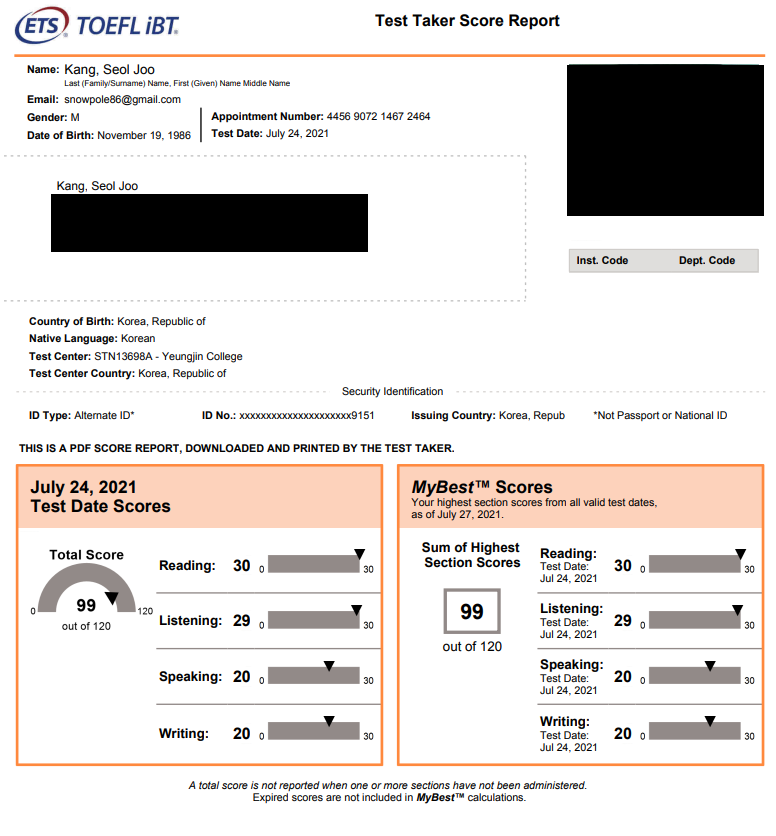 ETS TOEFL iBT®
Test Taker Score Report
Name: Kang, Seol Joo
Last (Family/Surname) Name, First (Given) Name Middle Name
Email: snowpole86@gmail.com
Gender: M
Date of Birth: November 19, 1986
Appointment Number: 4456 9072 1467 2464
Test Date: July 24, 2021
Kang, Seol Joo
Inst. Code Dept. Code
Country of Birth: Korea, Republic of
Native Language: Korean
Test Center: STN13698A - Yeungjin College
Test Center Country: Korea, Republic of
Security Identification
ID Type: Alternate ID* ID No.: xxxxxxxxxxxxxxxxxxxxx9151 Issuing Country: Korea, Repub *Not Passport or National ID
THIS IS A PDF SCORE REPORT, DOWNLOADED AND PRINTED BY THE TEST TAKER.
July 24, 2021
Test Date Scores
Total Score
0 99 120
out of 120
Reading: 30 0 30
Listening: 29 0 30
Speaking: 20 0 30
Writing: 20 0 30
MyBest™ Scores
Your highest section scores from all valid test dates,
as of July 27, 2021.
Sum of Highest
Section Scores
99
out of 120
Reading:
Test Date:
Jul 24, 2021
30 0 30
Listening:
Test Date:
Jul 24, 2021
29 0 30
Speaking:
Test Date:
Jul 24, 2021
20 0 30
Writing:
Test Date:
Jul 24, 2021
20 0 30
A total score is not reported when one or more sections have not been administered.
Expired scores are not included in MyBest™ calculations.